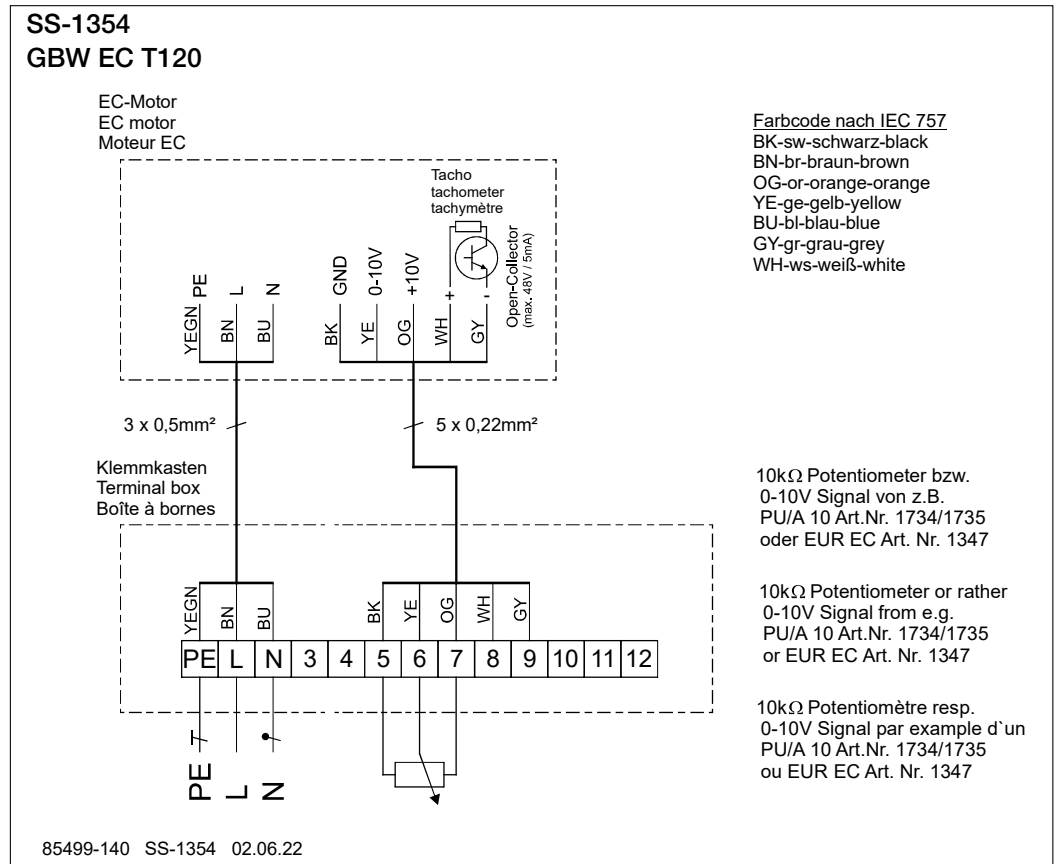 SS-1354
GBW EC T120
EC-Motor
EC motor
Moteur EC
Farbcode nach IEC 757
BK-sw-schwarz-black
BN-br-braun-brown
OG-or-orange-orange
YE-ge-gelb-yellow
BU-bl-blau-blue
GY-gr-grau-grey
WH-ws-weiß-white
Tacho
tachometer
tachymètre
Open-Collector
(max. 48V / 5mA)
PE L N GND 0-10V +10V + -
YEGN BN BU BK YE OG WH GY
3 x 0,5mm² 5 x 0,22mm²
Klemmkasten
Terminal box
Boîte à bornes
YEGN BN BU BK YE OG WH GY
PE L N 3 4 5 6 7 8 9 10 11 12
PE L N
10kΩ Potentiometer bzw.
0-10V Signal von z.B.
PU/A 10 Art.Nr. 1734/1735
oder EUR EC Art. Nr. 1347
10kΩ Potentiometer or rather
0-10V Signal from e.g.
PU/A 10 Art.Nr. 1734/1735
or EUR EC Art. Nr. 1347
10kΩ Potentiomètre resp.
0-10V Signal par example d`un
PU/A 10 Art.Nr. 1734/1735
ou EUR EC Art. Nr. 1347
85499-140 SS-1354 02.06.22